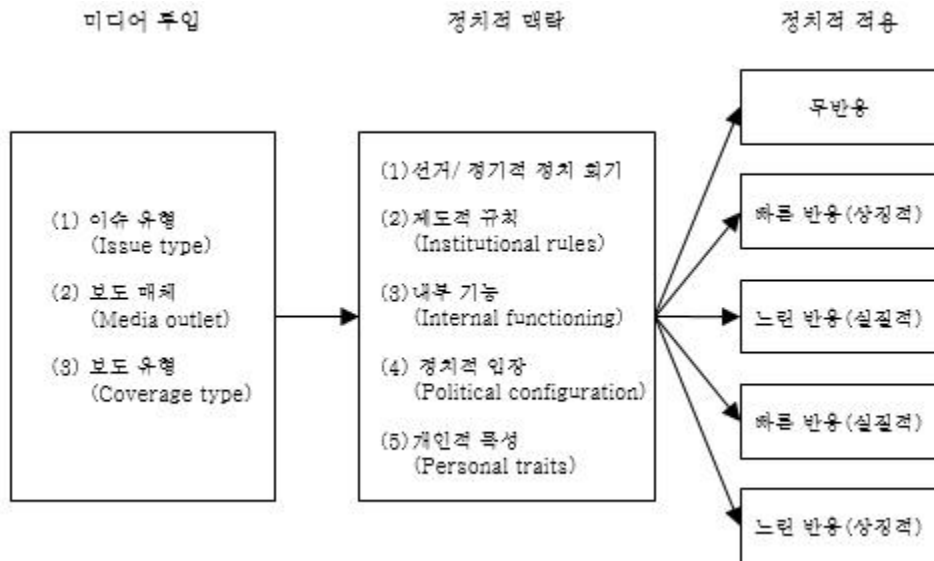 미디어 투입
정치적 맥락
정치적 적용
(1) 이슈 유형
(Issue type)
(2) 보도 매체
(Media outlet)
(3) 보도 유형
(Coverage type)
(1)선거/ 정기적 정치 회기
(2)제도적 규칙
(Institutional rules)
(3)내부 기능
(Internal functioning)
(4) 정치적 입장
(Political configuration)
(5)개인적 특성
(Personal traits)
무반응
빠른 반응(상징적)
느린 반응(실질적)
빠른 반응(실질적)
느린 반응(상징적)